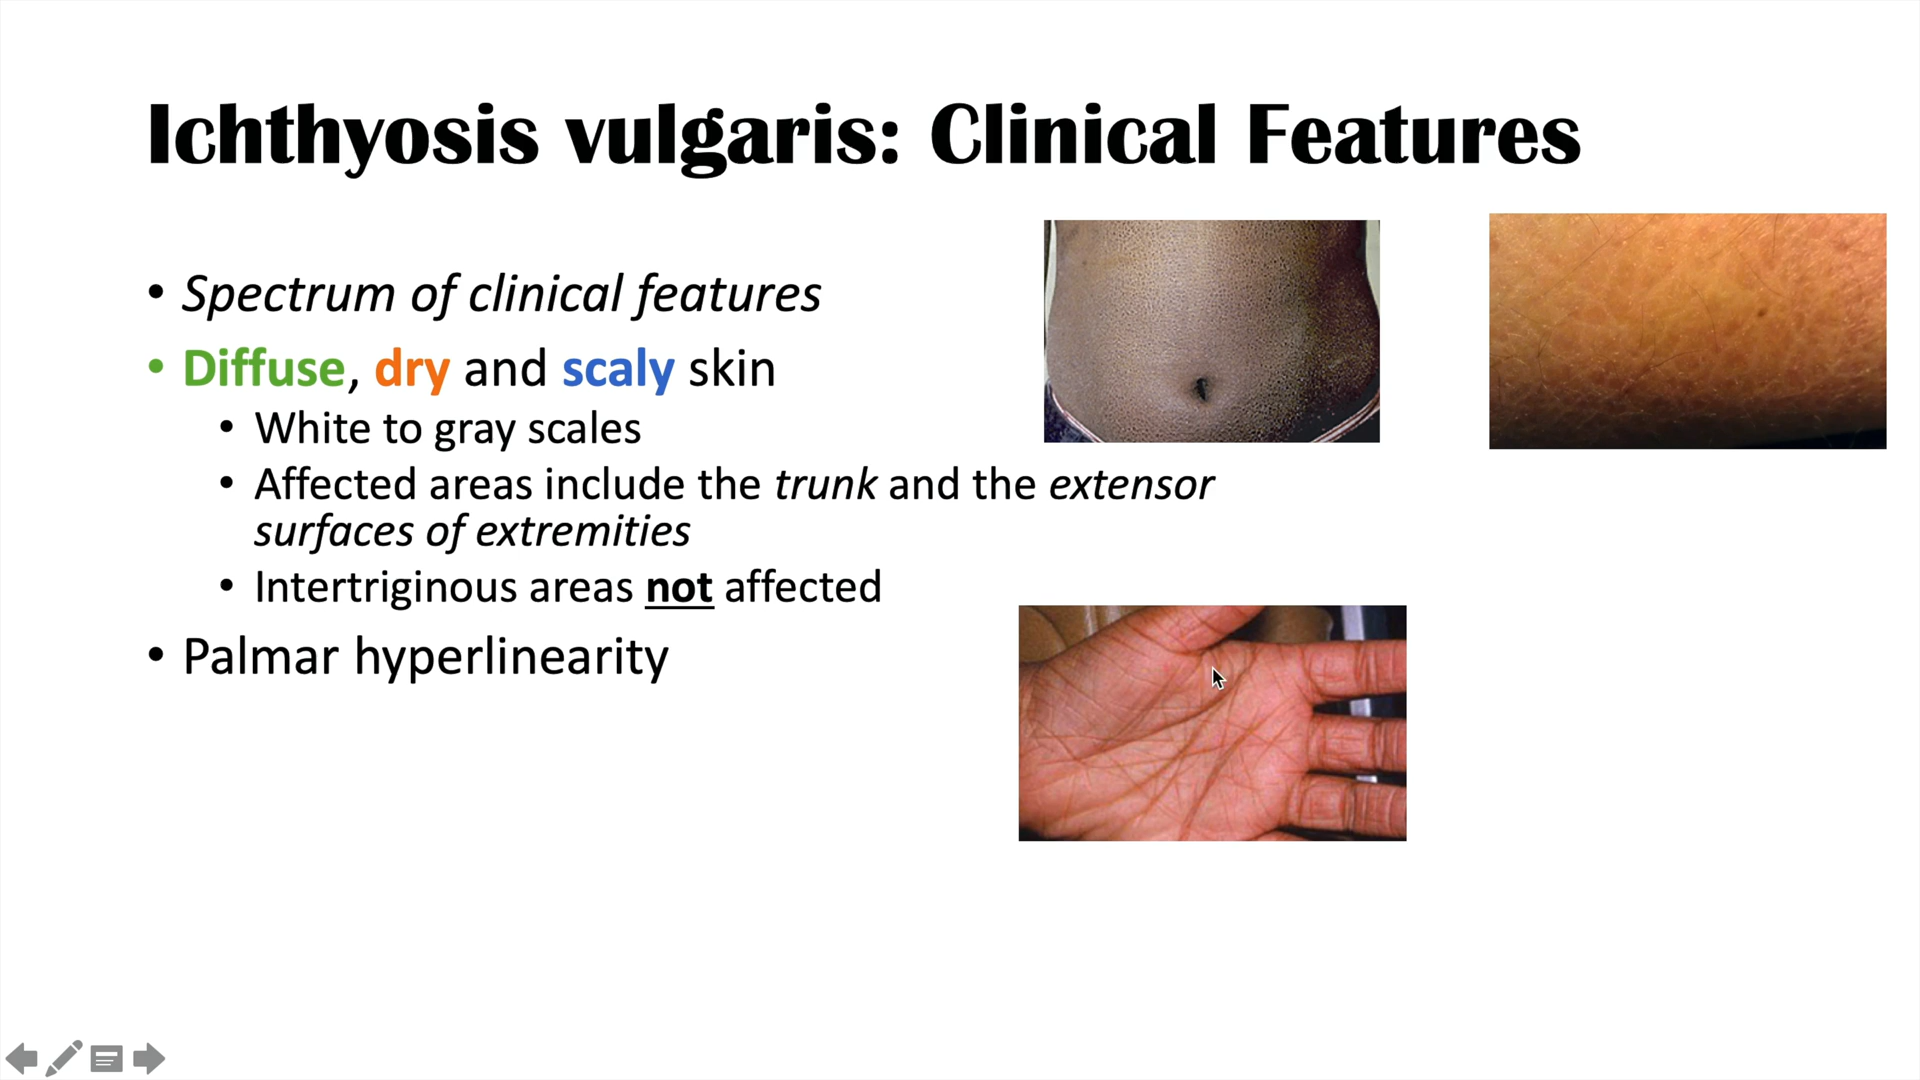 Ichthyosis vulgaris: Clinical Features
• Spectrum of clinical features
• Diffuse, dry and scaly skin
• White to gray scales
• Affected areas include the trunk and the extensor
surfaces of extremities
• Intertriginous areas not affected
• Palmar hyperlinearity